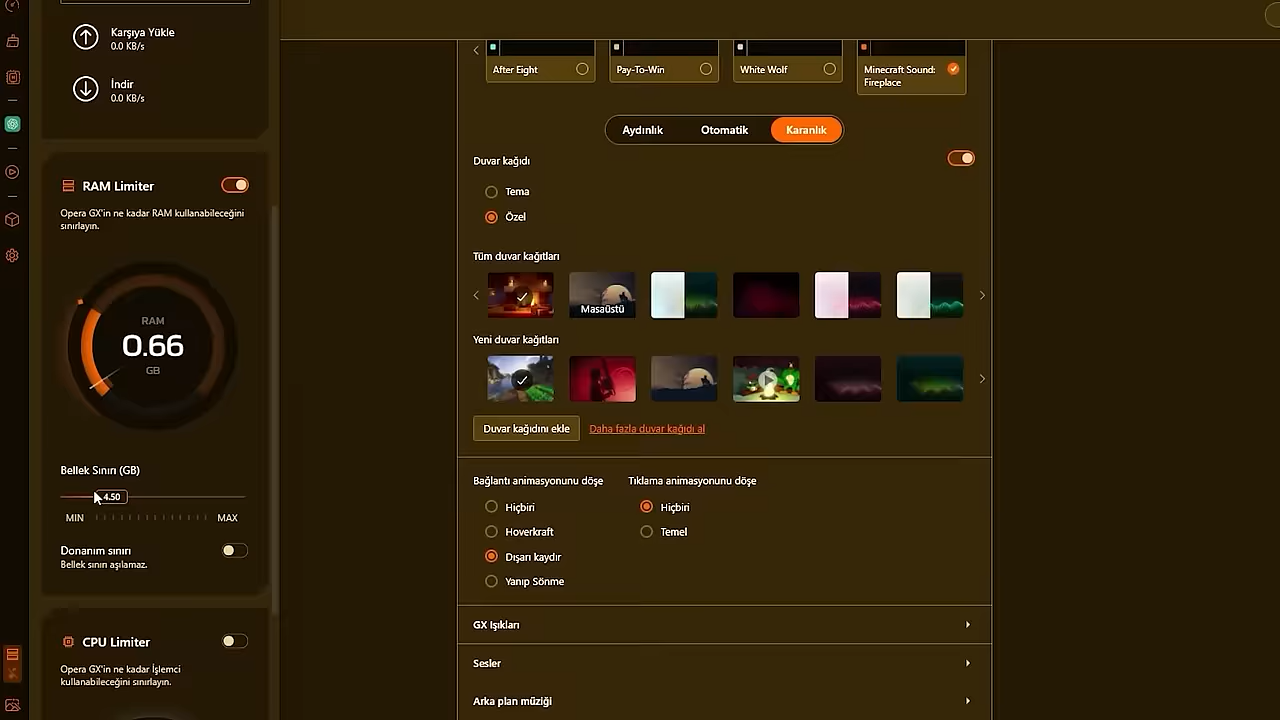 Karşıya Yükle
0.0 KB/s
İndir
0.0 KB/s
RAM Limiter
Opera GX'in ne kadar RAM kullanabileceğini
sınırlayın.
RAM
0.66
GB
Bellek Sınırı (GB)
4.50
MIN
MAX
Donanım sınırı
Bellek sınırı aşılamaz.
CPU Limiter
Opera GX'in ne kadar İşlemci
kullanabileceğini sınırlayın.
After Eight
Pay-To-Win
White Wolf
Minecraft Sound:
Fireplace
Aydınlık
Otomatik
Karanlık
Duvar kağıdı
Tema
Özel
Tüm duvar kağıtları
Masaüstü
Yeni duvar kağıtları
Duvar kağıdını ekle
Daha fazla duvar kağıdı al
Bağlantı animasyonunu döşe
Hiçbiri
Hoverkraft
Dışarı kaydır
Yanıp Sönme
Tıklama animasyonunu döşe
Hiçbiri
Temel
GX Işıkları
Sesler
Arka plan müziği